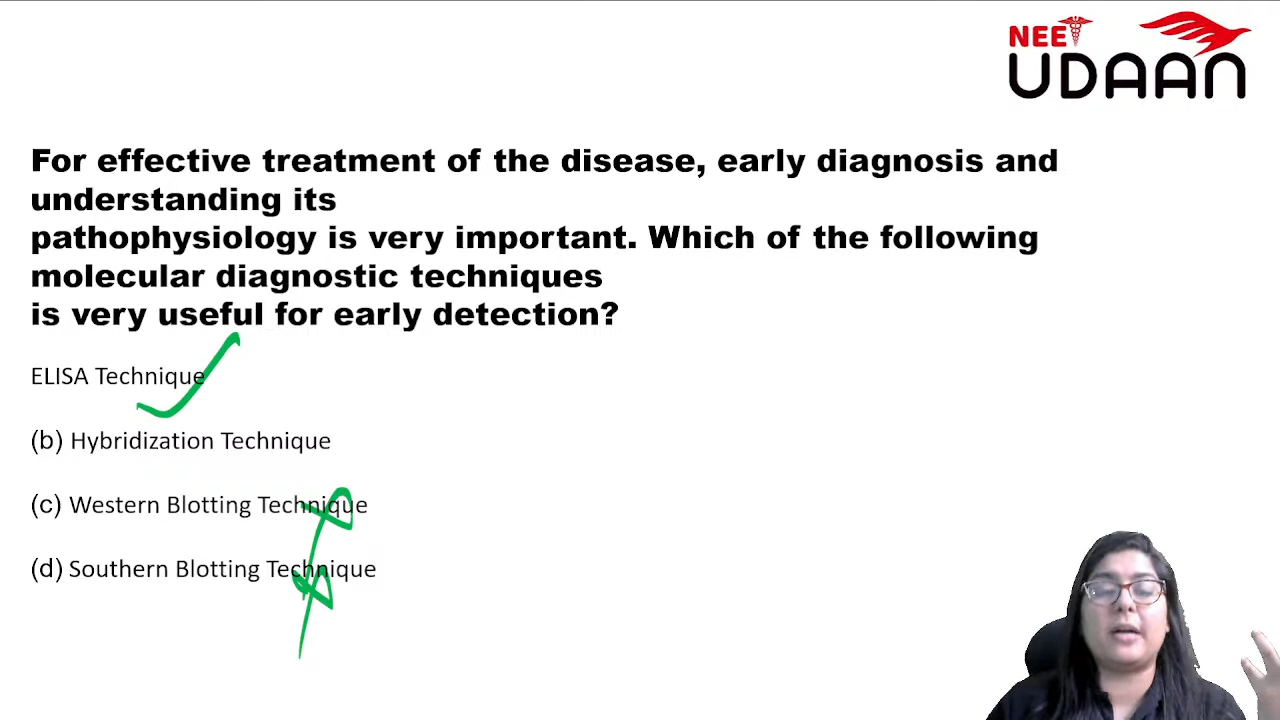 NEET
UDAAN
For effective treatment of the disease, early diagnosis and
understanding its
pathophysiology is very important. Which of the following
molecular diagnostic techniques
is very useful for early detection?
ELISA Technique
(b) Hybridization Technique
(c) Western Blotting Technique
(d) Southern Blotting Technique